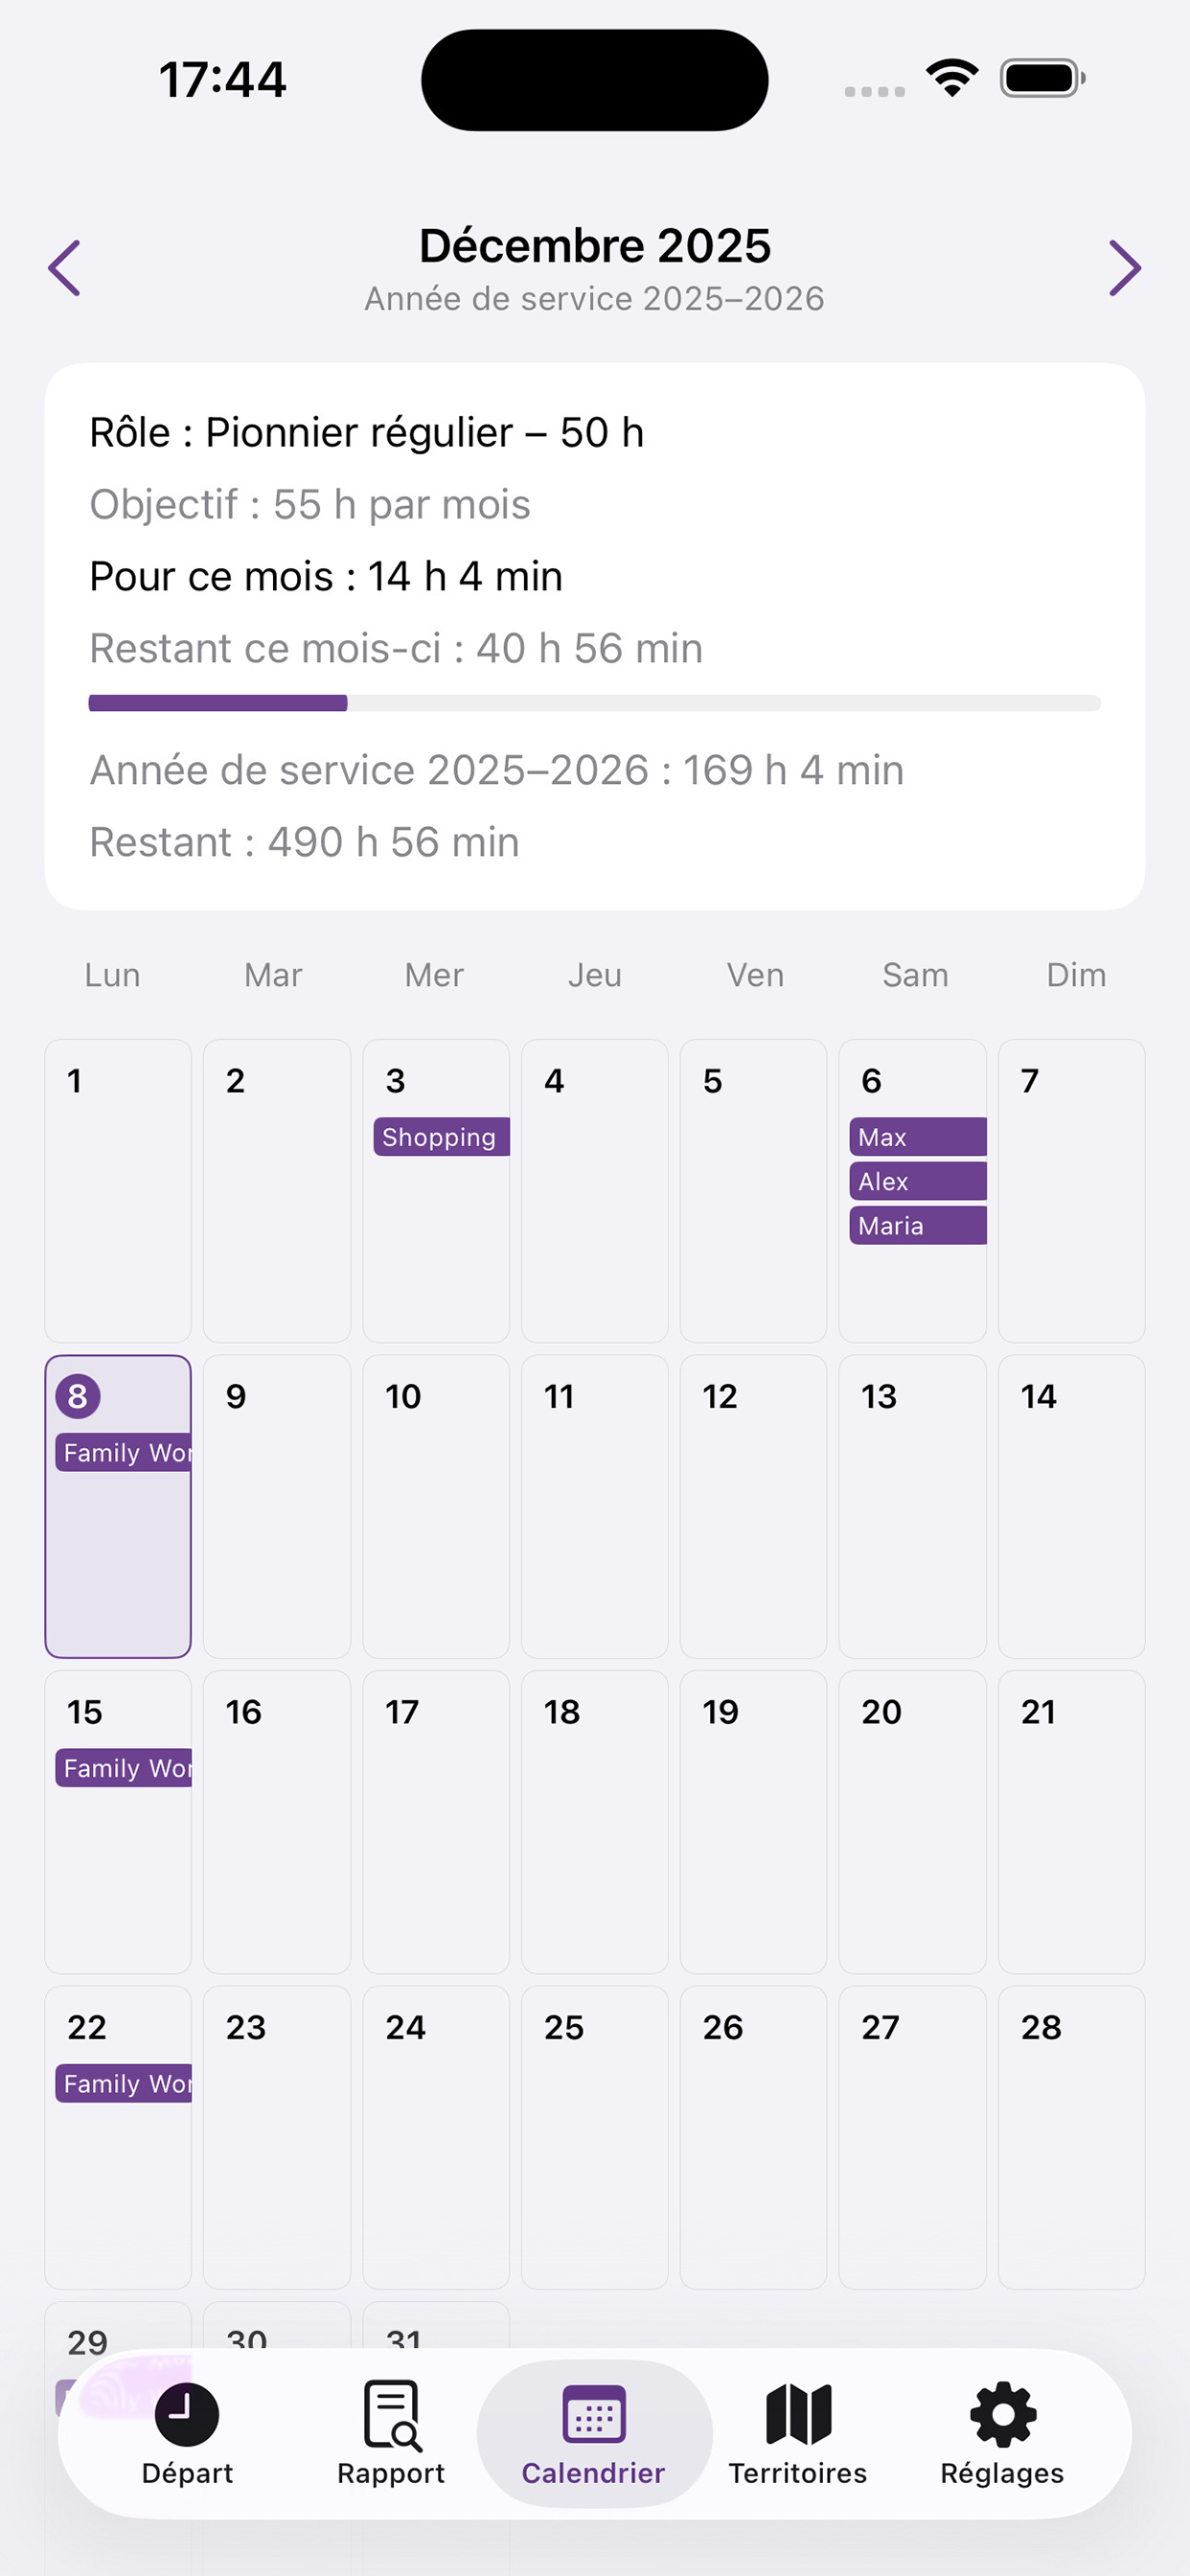 17:44
Décembre 2025
Année de service 2025–2026
Rôle : Pionnier régulier – 50 h
Objectif : 55 h par mois
Pour ce mois : 14 h 4 min
Restant ce mois-ci : 40 h 56 min
Année de service 2025–2026 : 169 h 4 min
Restant : 490 h 56 min
Lun Mar Mer Jeu Ven Sam Dim
1 2 3 4 5 6 7
Shopping Max
Alex
Maria
8 9 10 11 12 13 14
Family Wor
15 16 17 18 19 20 21
Family Wor
22 23 24 25 26 27 28
Family Wor
29 30 31
Départ Rapport Calendrier Territoires Réglages